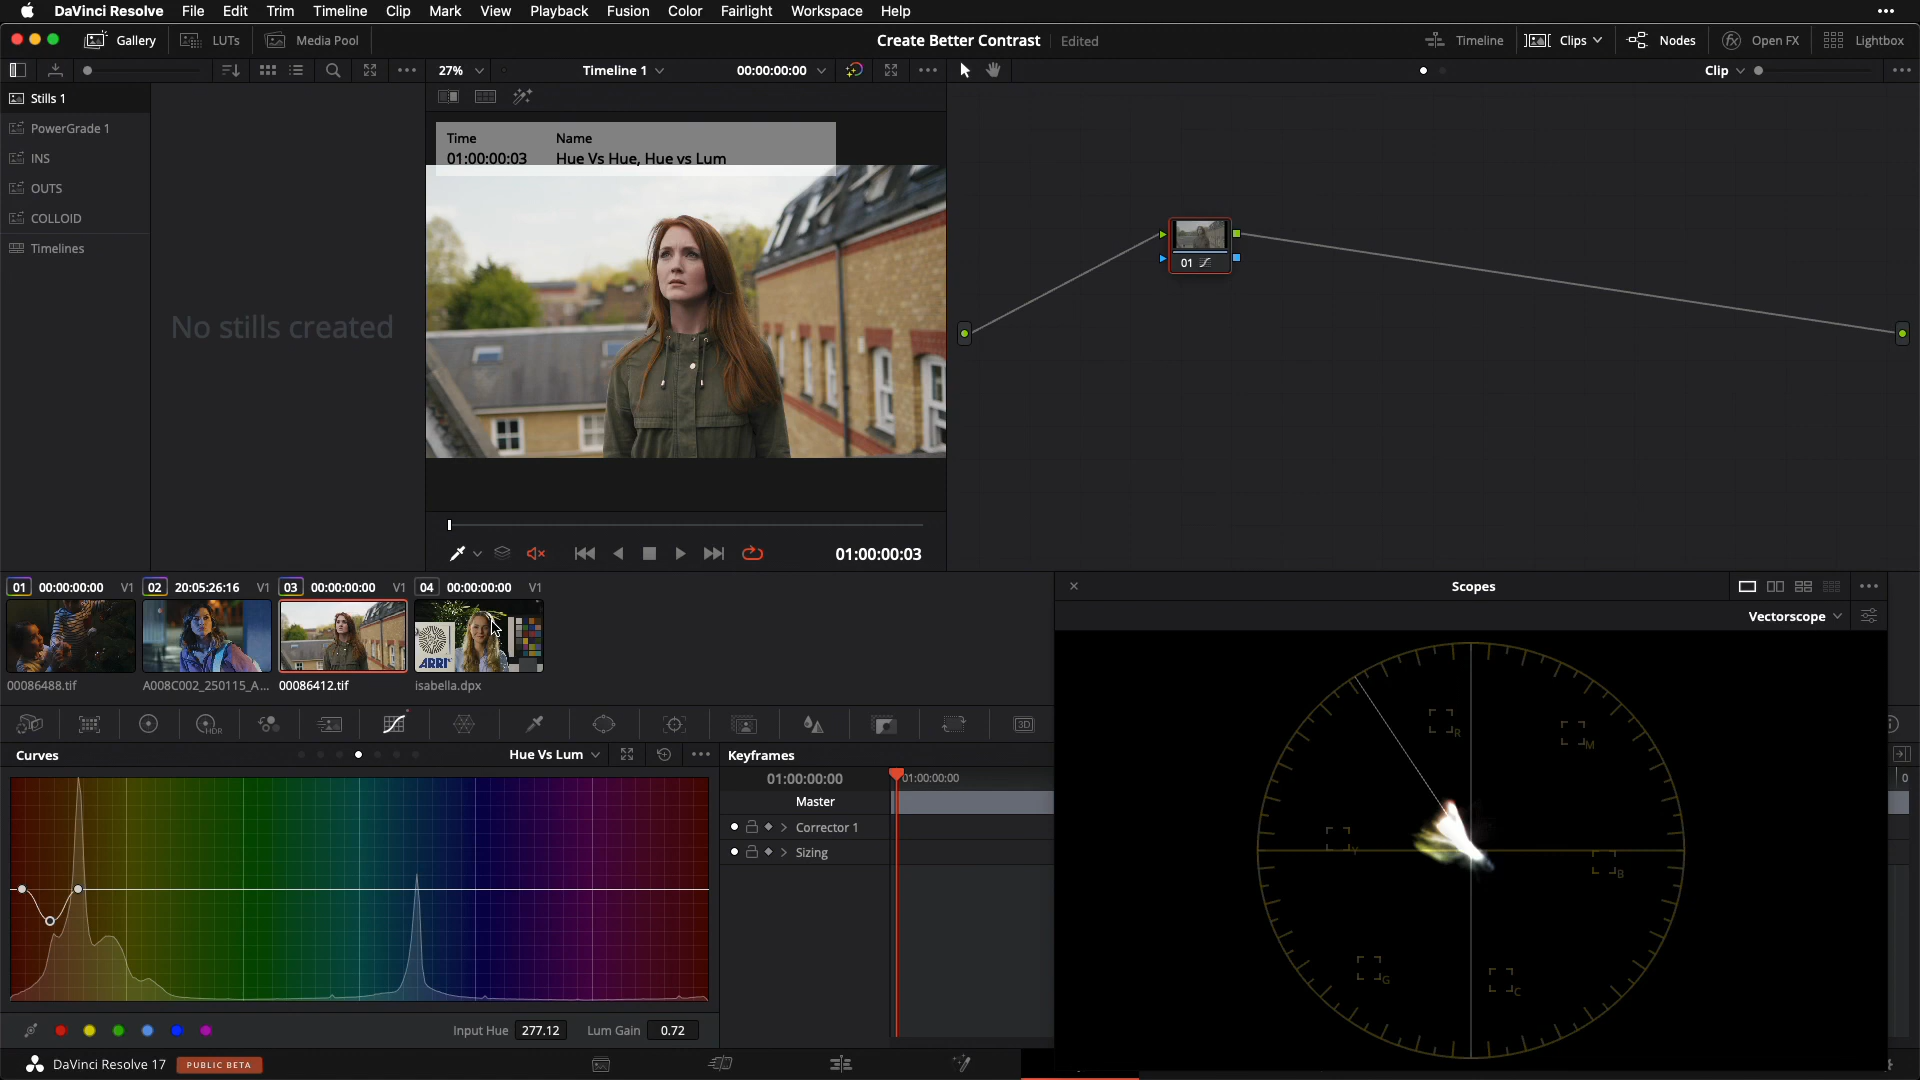 DaVinci Resolve File Edit Trim Timeline Clip Mark View Playback Fusion Color Fairlight Workspace Help
Gallery LUTs Media Pool Create Better Contrast Edited Timeline Clips Nodes Open FX Lightbox
27% Timeline 1 00:00:00:00 Clip
Stills 1
PowerGrade 1
INS
OUTS
COLLOID
Timelines
No stills created
Time Name
01:00:00:03 Hue Vs Hue, Hue vs Lum
01
01:00:00:03
01 00:00:00:00 V1 02 20:05:26:16 V1 03 00:00:00:00 V1 04 00:00:00:00 V1
ARRI
00086488.tif A008C002_250115_A... 00086412.tif isabella.dpx
Scopes
Vectorscope
R
M
Y
B
G
C
HDR
3D
Curves Hue Vs Lum Keyframes
01:00:00:00 01:00:00:00 0
Master
Corrector 1
Sizing
Input Hue 277.12 Lum Gain 0.72
DaVinci Resolve 17 PUBLIC BETA